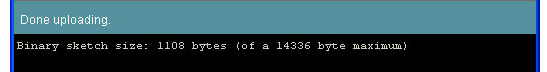 Done uploading.
Binary sketch size: 1108 bytes (of a 14336 byte maximum)